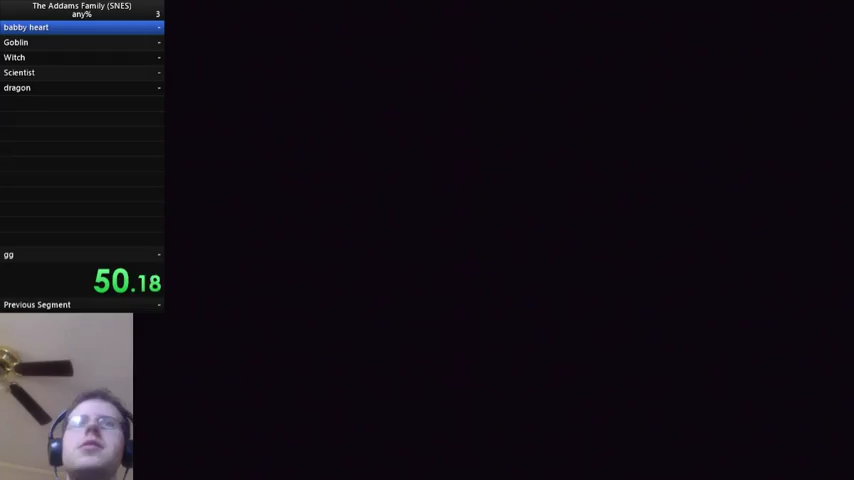 The Addams Family (SNES)
any% 3
babby heart -
Goblin -
Witch -
Scientist -
dragon -
gg -
50.18
Previous Segment -